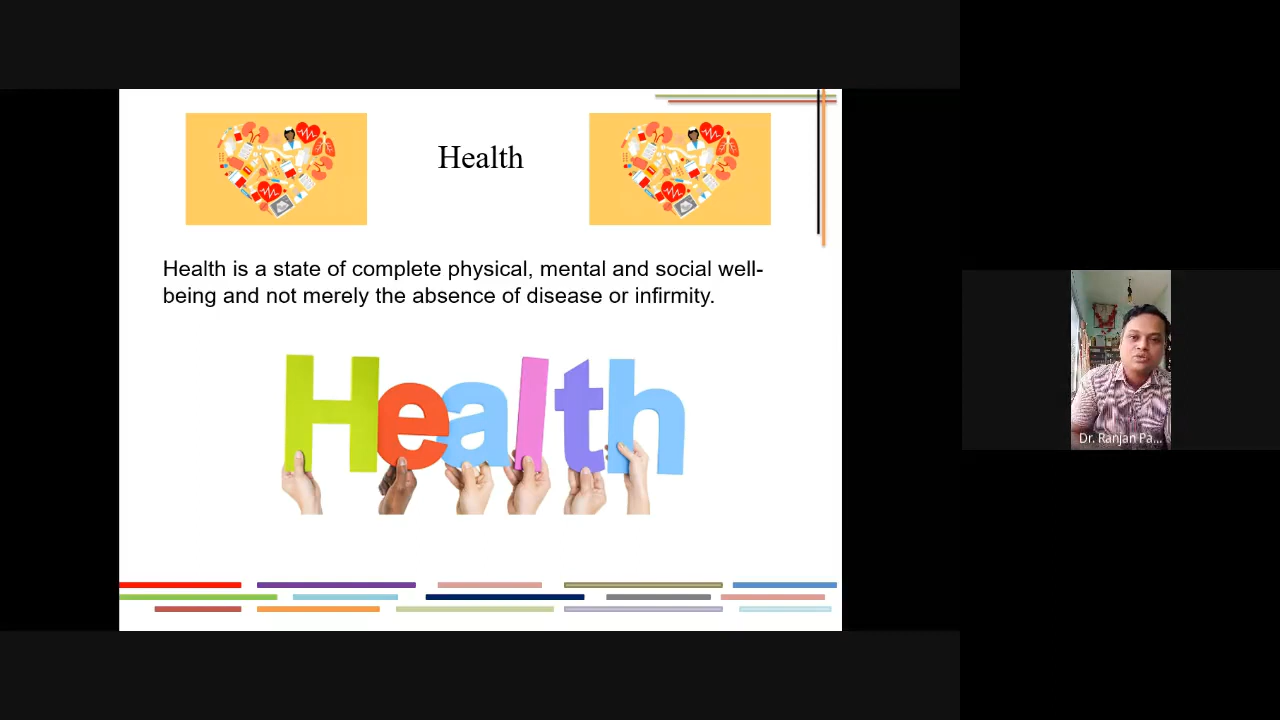 Health
Health is a state of complete physical, mental and social well-
being and not merely the absence of disease or infirmity.
Health
Dr. Ranjan Pa...